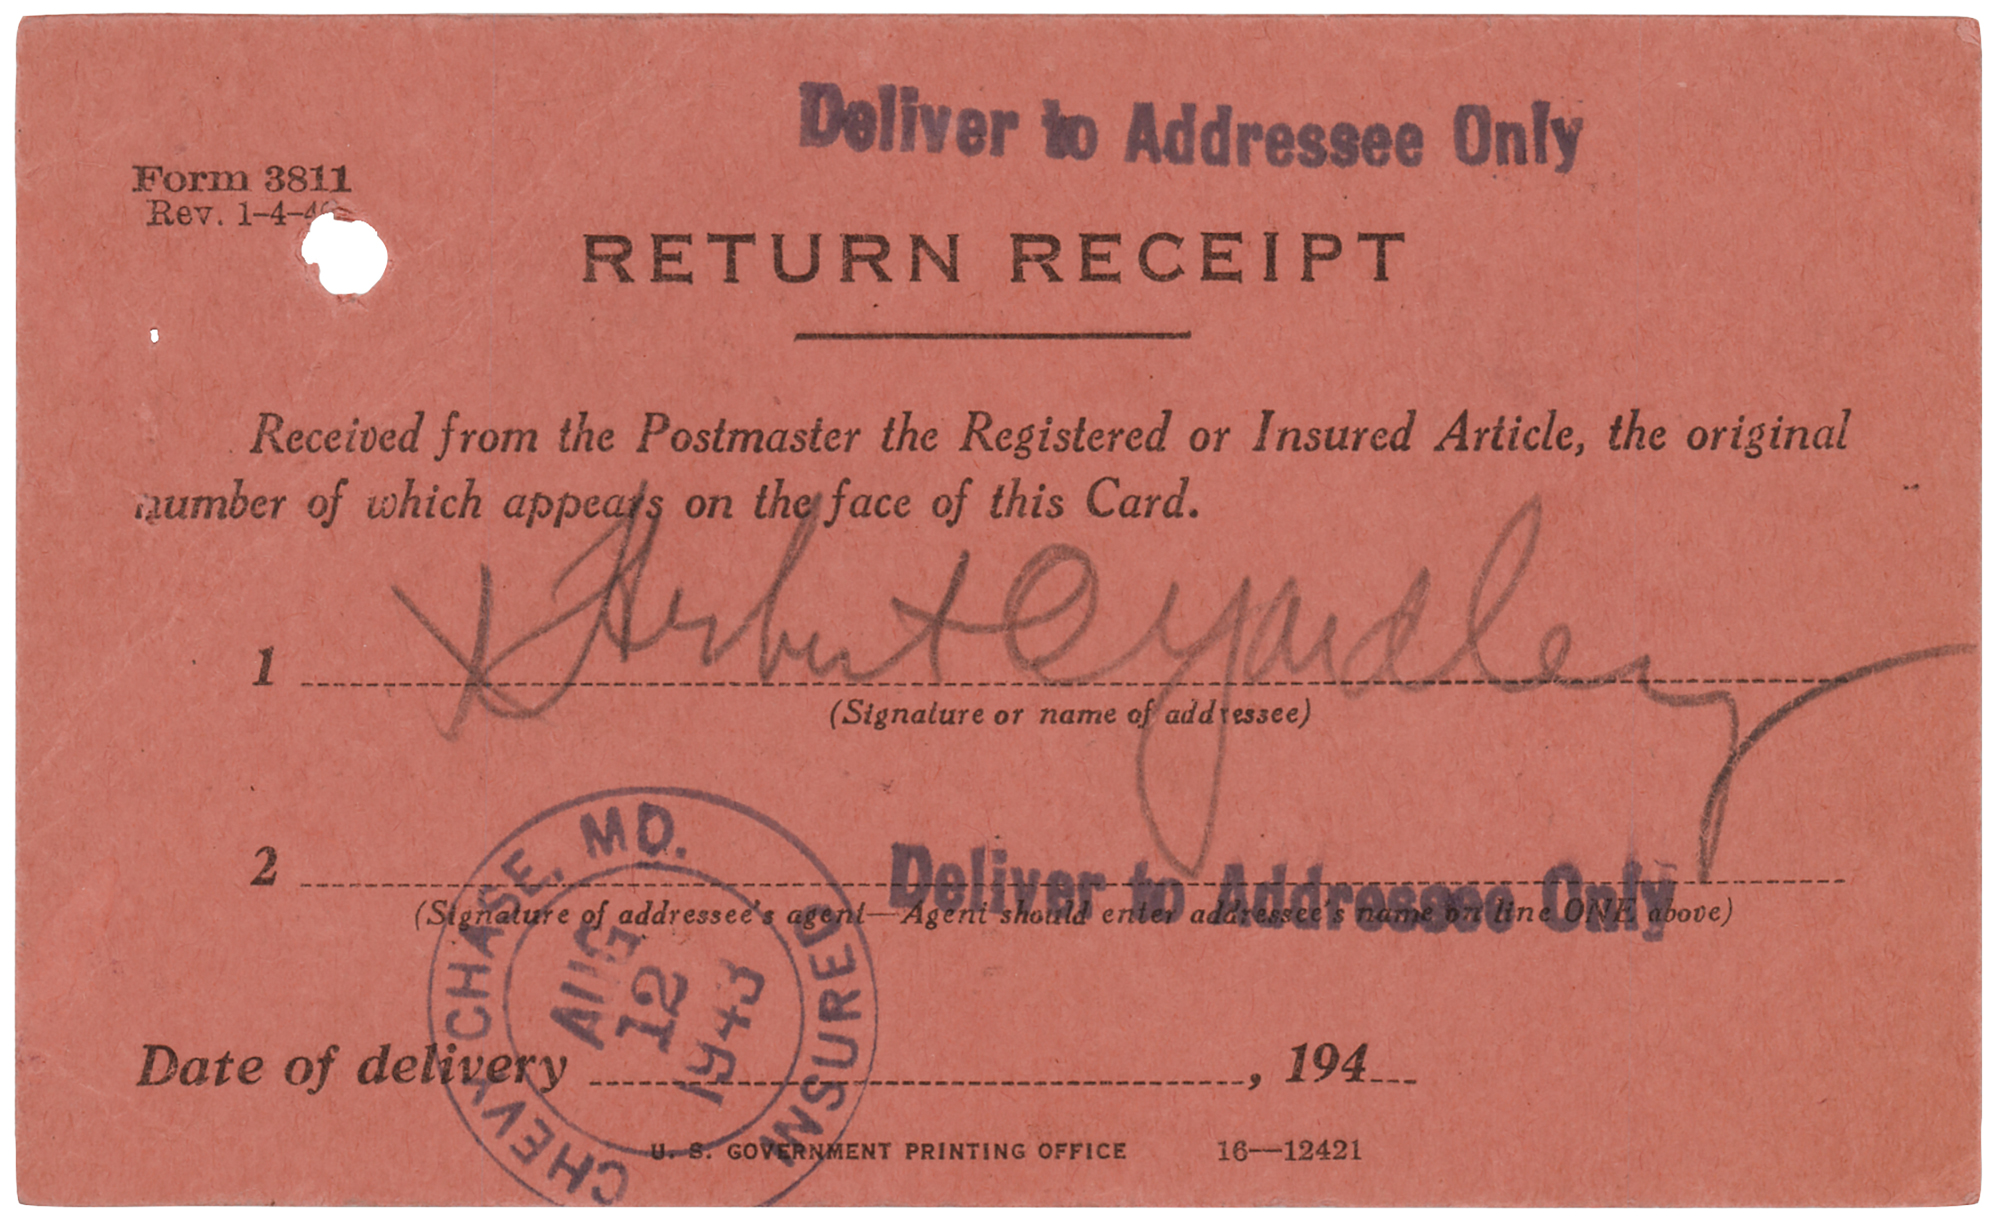 Deliver to Addressee Only
Form 3811
Rev. 1-4-40
RETURN RECEIPT
Received from the Postmaster the Registered or Insured Article, the original
number of which appears on the face of this Card.
1 X Herbert O Yardley
(Signature or name of addressee)
2
Deliver to Addressee Only
(Signature of addressee's agent—Agent should enter addressee's name on line ONE above)
CHEVY CHASE, MD.
AUG
12
1943
INSURED
Date of delivery , 194
U. S. GOVERNMENT PRINTING OFFICE 16—12421